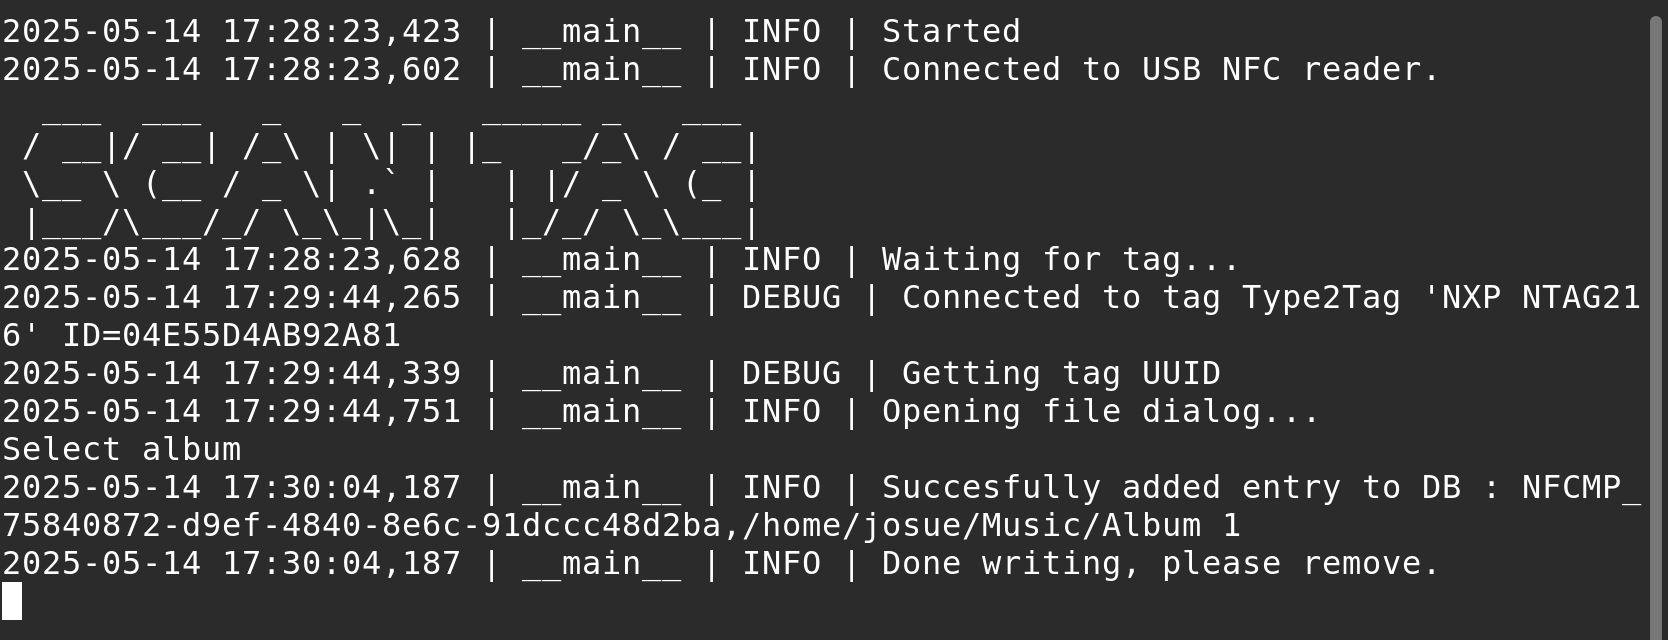 2025-05-14 17:28:23,423 | __main__ | INFO | Started
2025-05-14 17:28:23,602 | __main__ | INFO | Connected to USB NFC reader.
  ___  ___   _   _  _   _____ _   ___
 / __|/ __| /_\ | \| | |_   _/_\ / __|
 \__ \ (__ / _ \| .` |   | |/ _ \ (_ |
 |___/\___/_/ \_\_|\_|   |_/_/ \_\___|
2025-05-14 17:28:23,628 | __main__ | INFO | Waiting for tag...
2025-05-14 17:29:44,265 | __main__ | DEBUG | Connected to tag Type2Tag 'NXP NTAG21
6' ID=04E55D4AB92A81
2025-05-14 17:29:44,339 | __main__ | DEBUG | Getting tag UUID
2025-05-14 17:29:44,751 | __main__ | INFO | Opening file dialog...
Select album
2025-05-14 17:30:04,187 | __main__ | INFO | Succesfully added entry to DB : NFCMP_
75840872-d9ef-4840-8e6c-91dccc48d2ba,/home/josue/Music/Album 1
2025-05-14 17:30:04,187 | __main__ | INFO | Done writing, please remove.